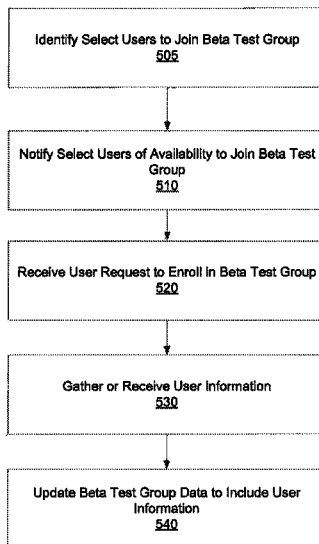 Identify Select Users to Join Beta Test Group
505
Notify Select Users of Availability to Join Beta Test
Group
510
Receive User Request to Enroll in Beta Test Group
520
Gather or Receive User Information
530
Update Beta Test Group Data to Include User
Information
540